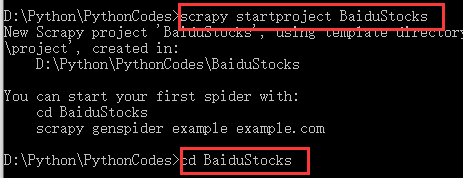 D:\Python\PythonCodes>scrapy startproject BaiduStocks
New Scrapy project 'BaiduStocks', using template directory
\project', created in:
D:\Python\PythonCodes\BaiduStocks
You can start your first spider with:
cd BaiduStocks
scrapy genspider example example.com
D:\Python\PythonCodes>cd BaiduStocks